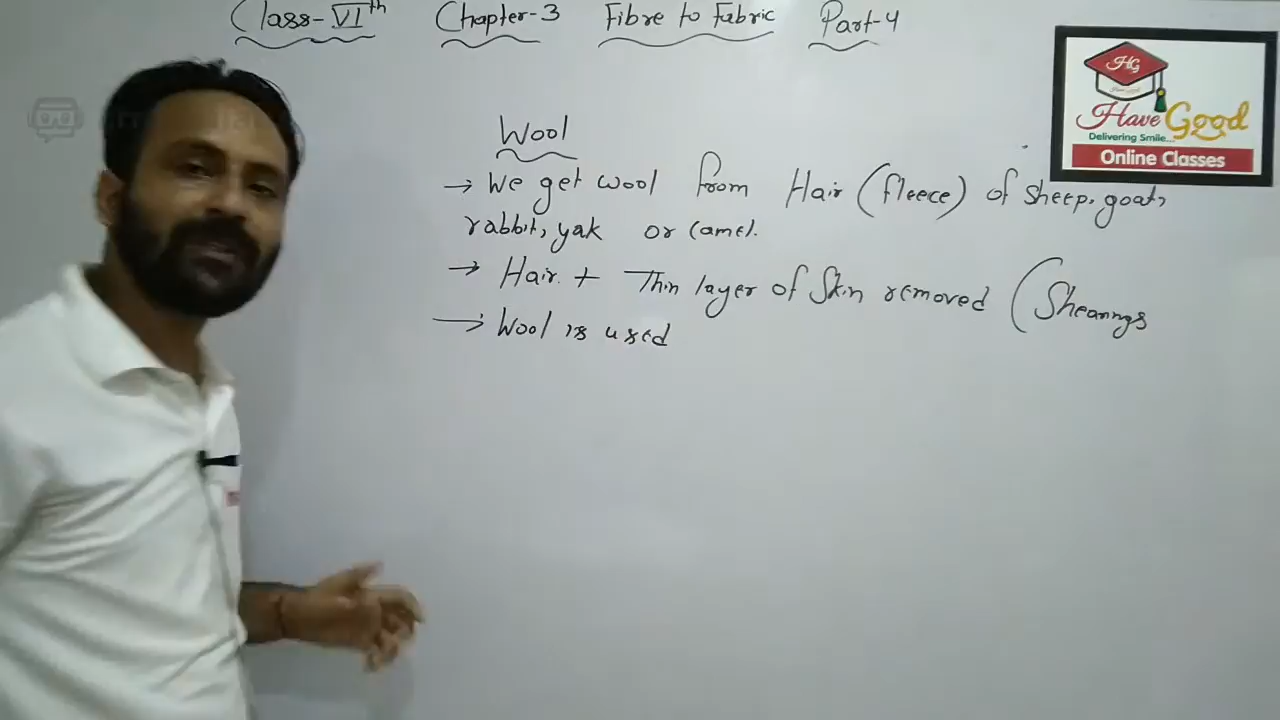 Class-VIth Chapter-3 Fibre to Fabric Part-4
HG
Have Good
Delivering Smile...
Online Classes
Wool
→ We get wool from Hair (fleece) of sheep, goat,
rabbit, yak or camel.
→ Hair + Thin layer of Skin removed (Shearings
→ Wool is used